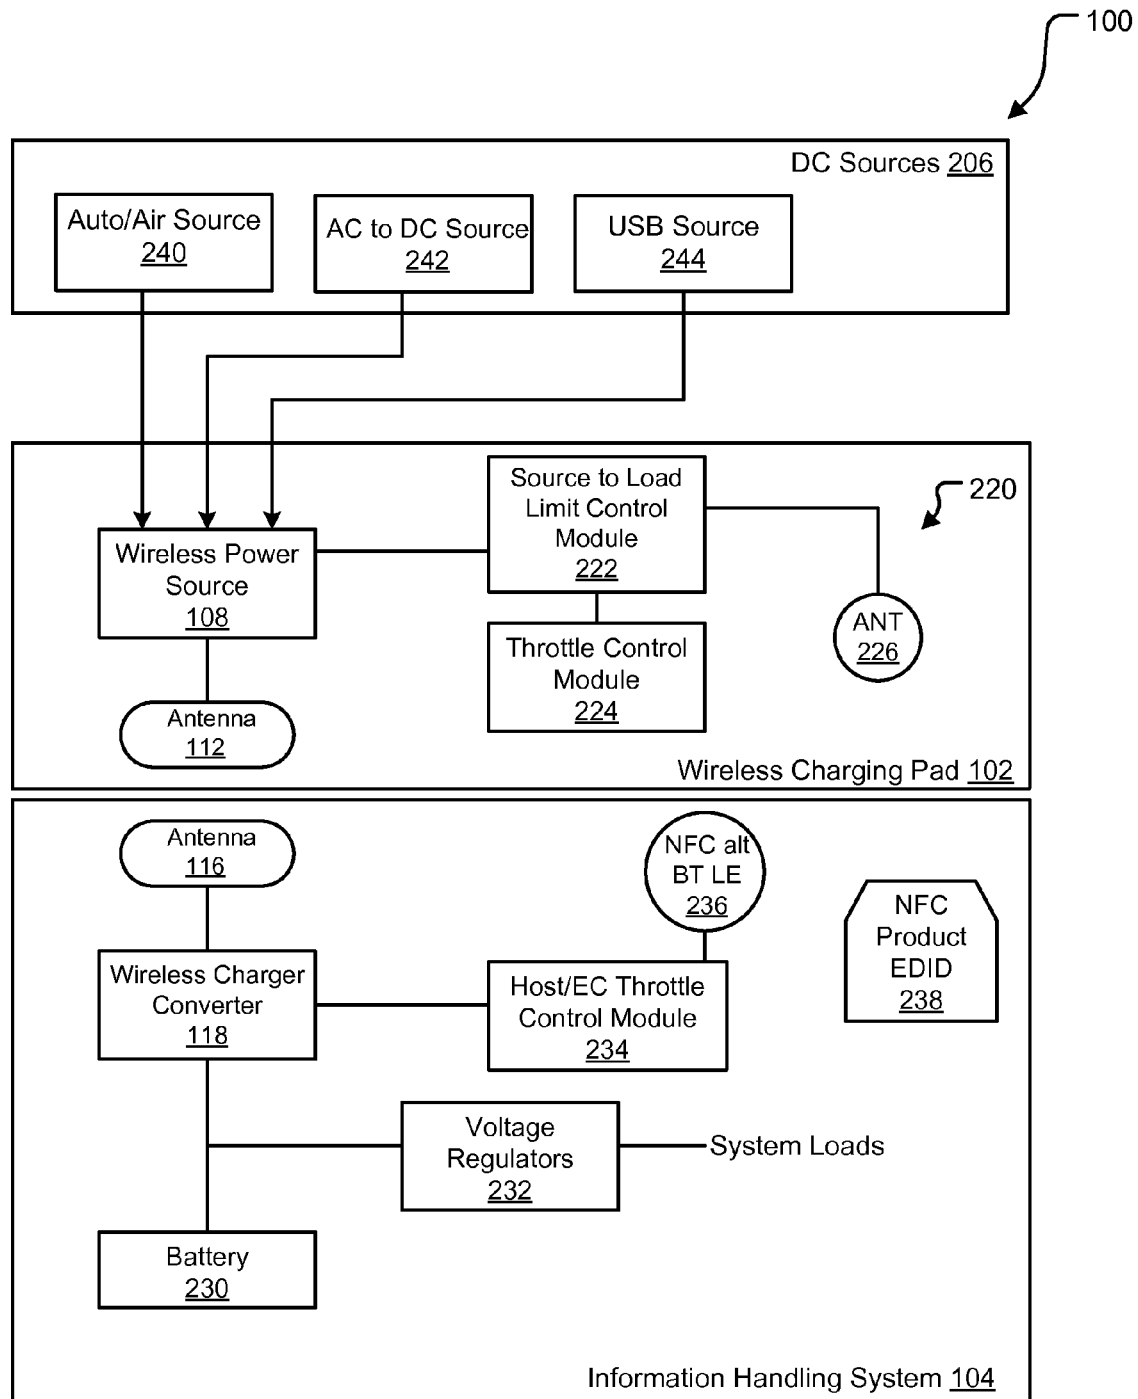 100
DC Sources 206
Auto/Air Source
240
AC to DC Source
242
USB Source
244
220
Wireless Power
Source
108
Source to Load
Limit Control
Module
222
Throttle Control
Module
224
ANT
226
Antenna
112
Wireless Charging Pad 102
Antenna
116
NFC alt
BT LE
236
NFC
Product
EDID
238
Wireless Charger
Converter
118
Host/EC Throttle
Control Module
234
Voltage
Regulators
232
System Loads
Battery
230
Information Handling System 104